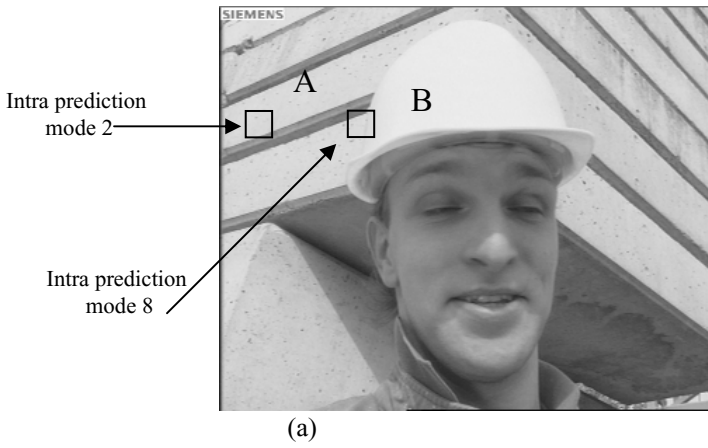 SIEMENS
A
B
Intra prediction
mode 2
Intra prediction
mode 8
(a)